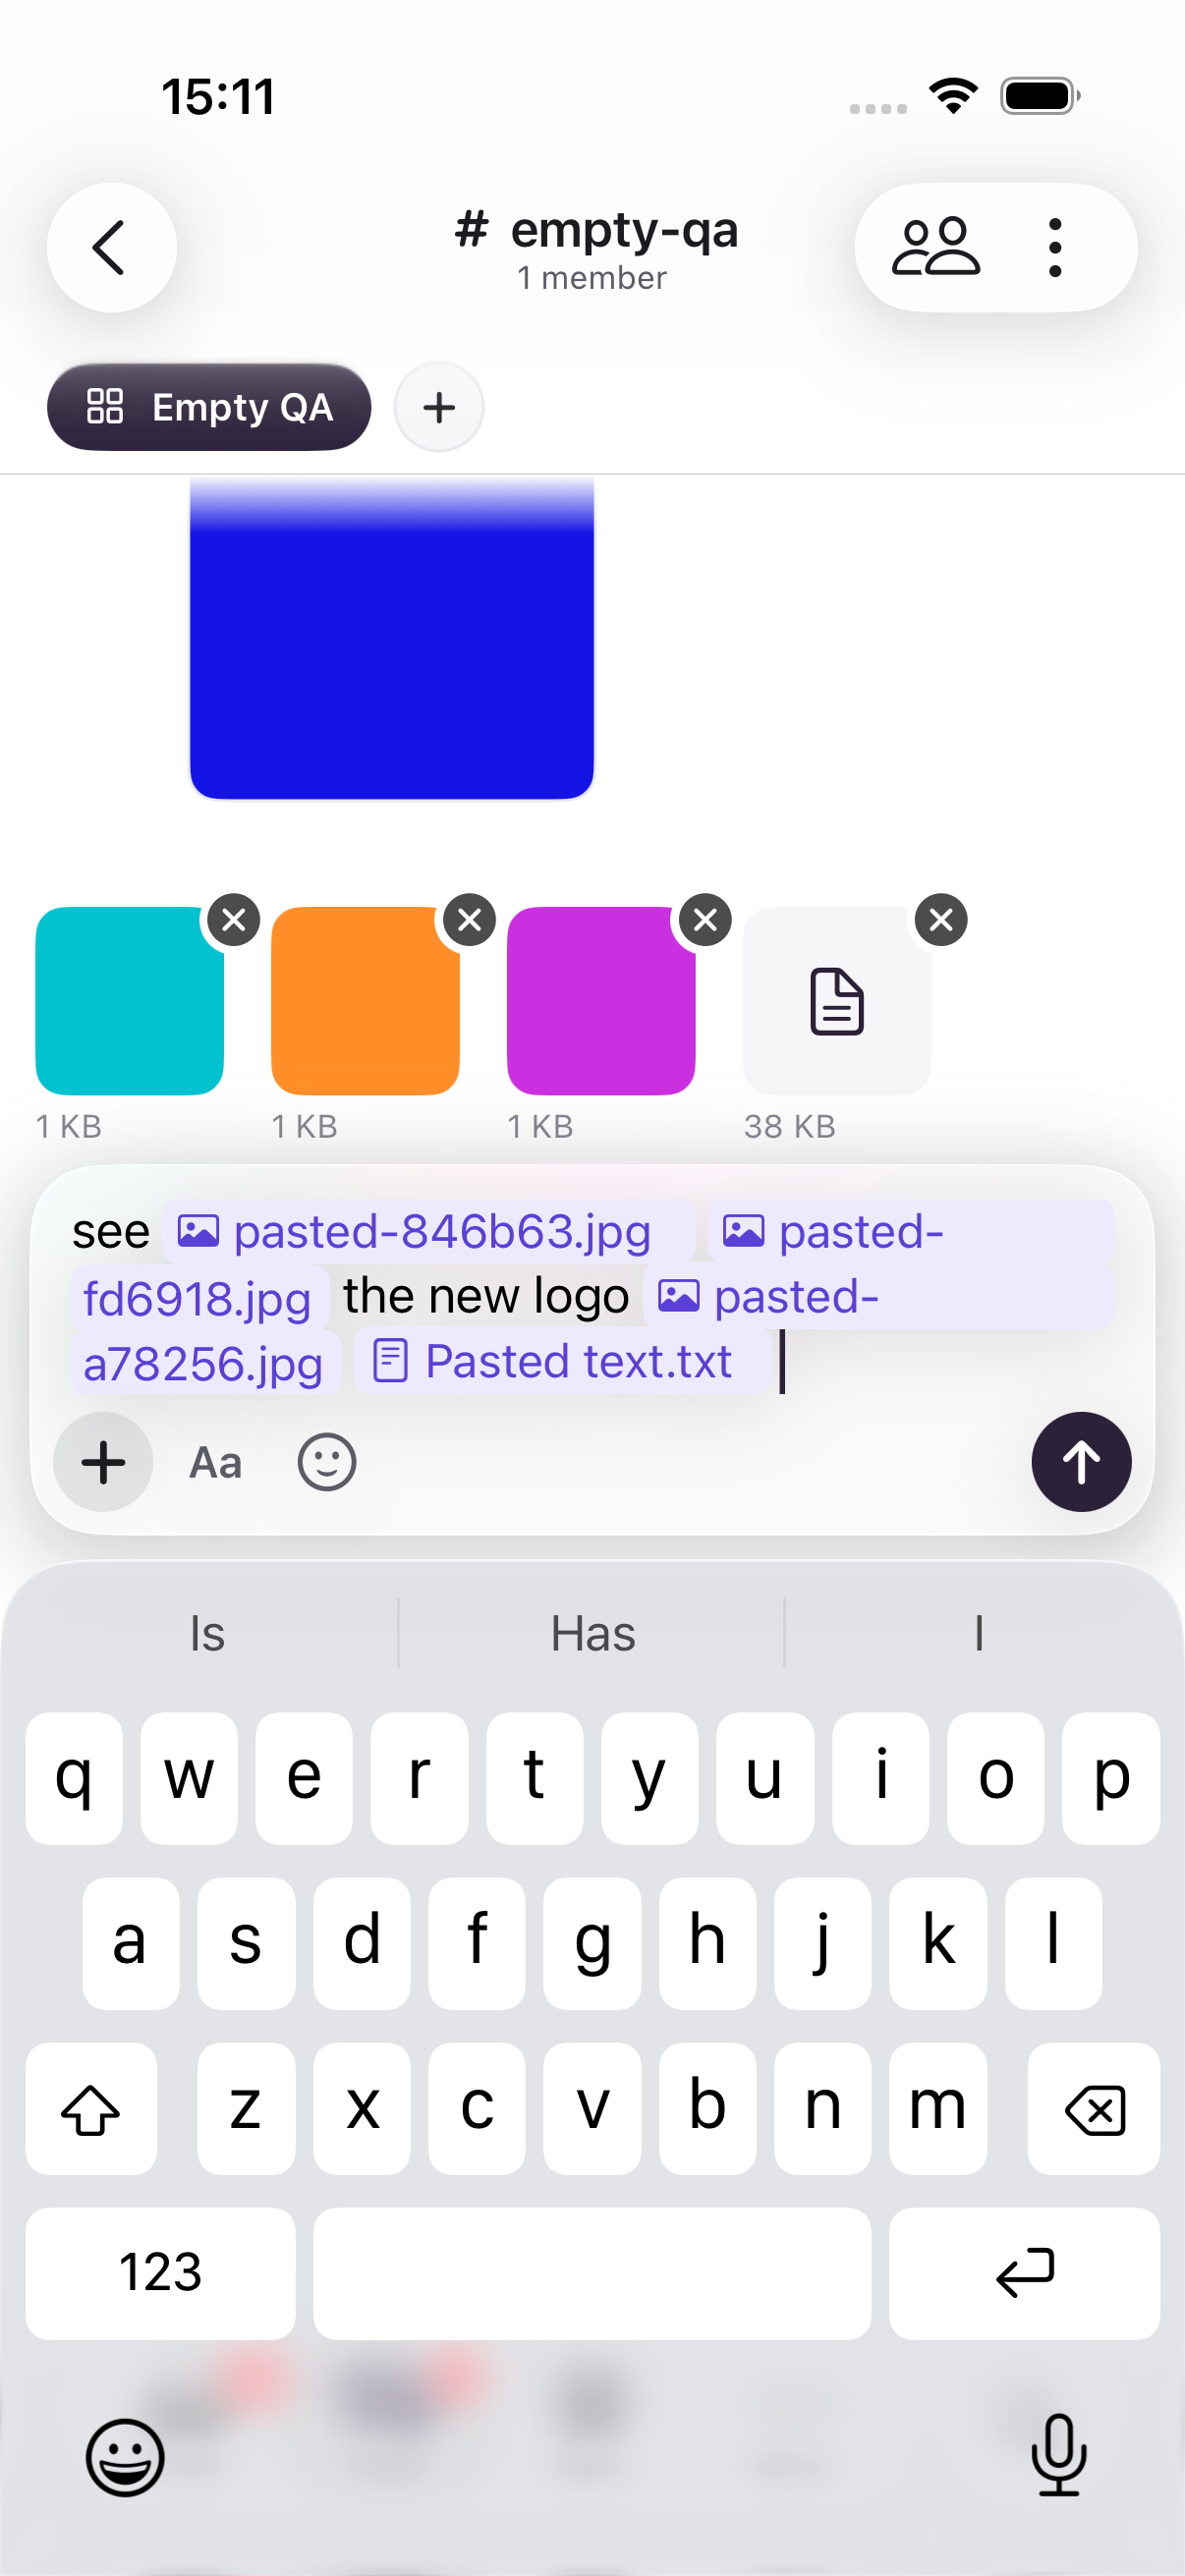 15:11
# empty-qa
1 member
Empty QA
1 KB
1 KB
1 KB
38 KB
see pasted-846b63.jpg pasted-
fd6918.jpg the new logo pasted-
a78256.jpg Pasted text.txt
Aa
Is
Has
I
q w e r t y u i o p
a s d f g h j k l
z x c v b n m
123